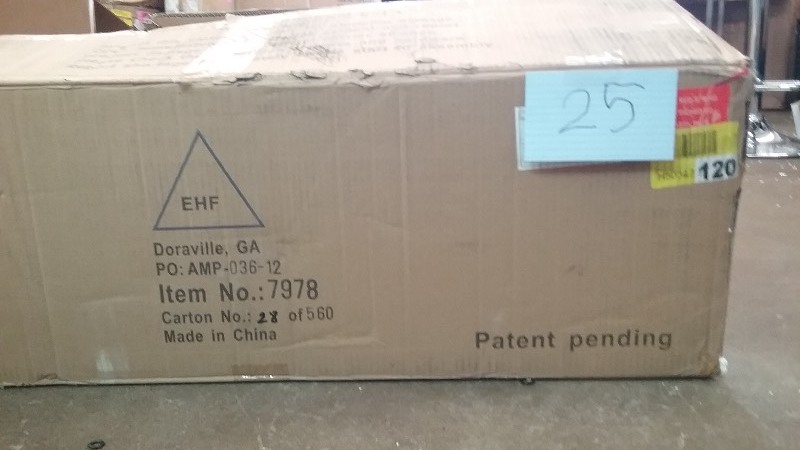 25
120
EHF
Doraville, GA
PO: AMP-036-12
Item No.: 7978
Carton No.: 28 of 560
Made in China
Patent pending